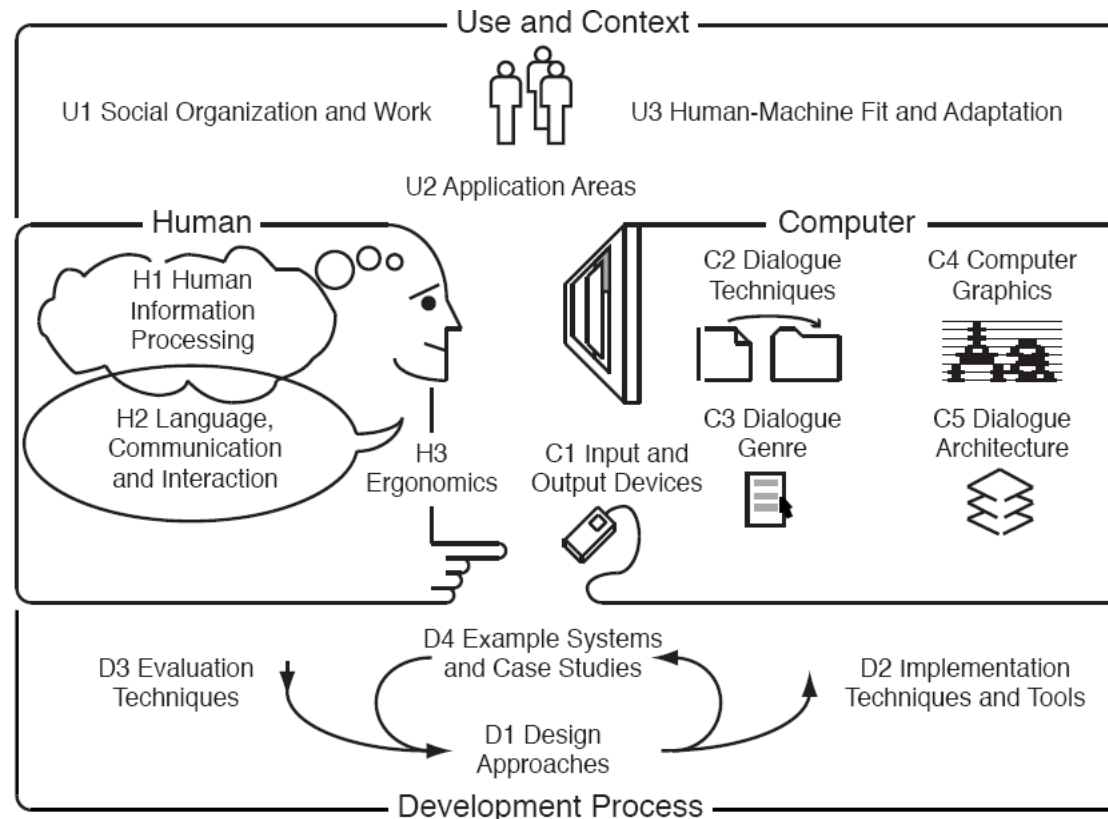 Use and Context
U1 Social Organization and Work
U3 Human-Machine Fit and Adaptation
U2 Application Areas
Human
H1 Human
Information
Processing
H2 Language,
Communication
and Interaction
H3
Ergonomics
Computer
C1 Input and
Output Devices
C2 Dialogue
Techniques
C3 Dialogue
Genre
C4 Computer
Graphics
C5 Dialogue
Architecture
D3 Evaluation
Techniques
D4 Example Systems
and Case Studies
D2 Implementation
Techniques and Tools
D1 Design
Approaches
Development Process